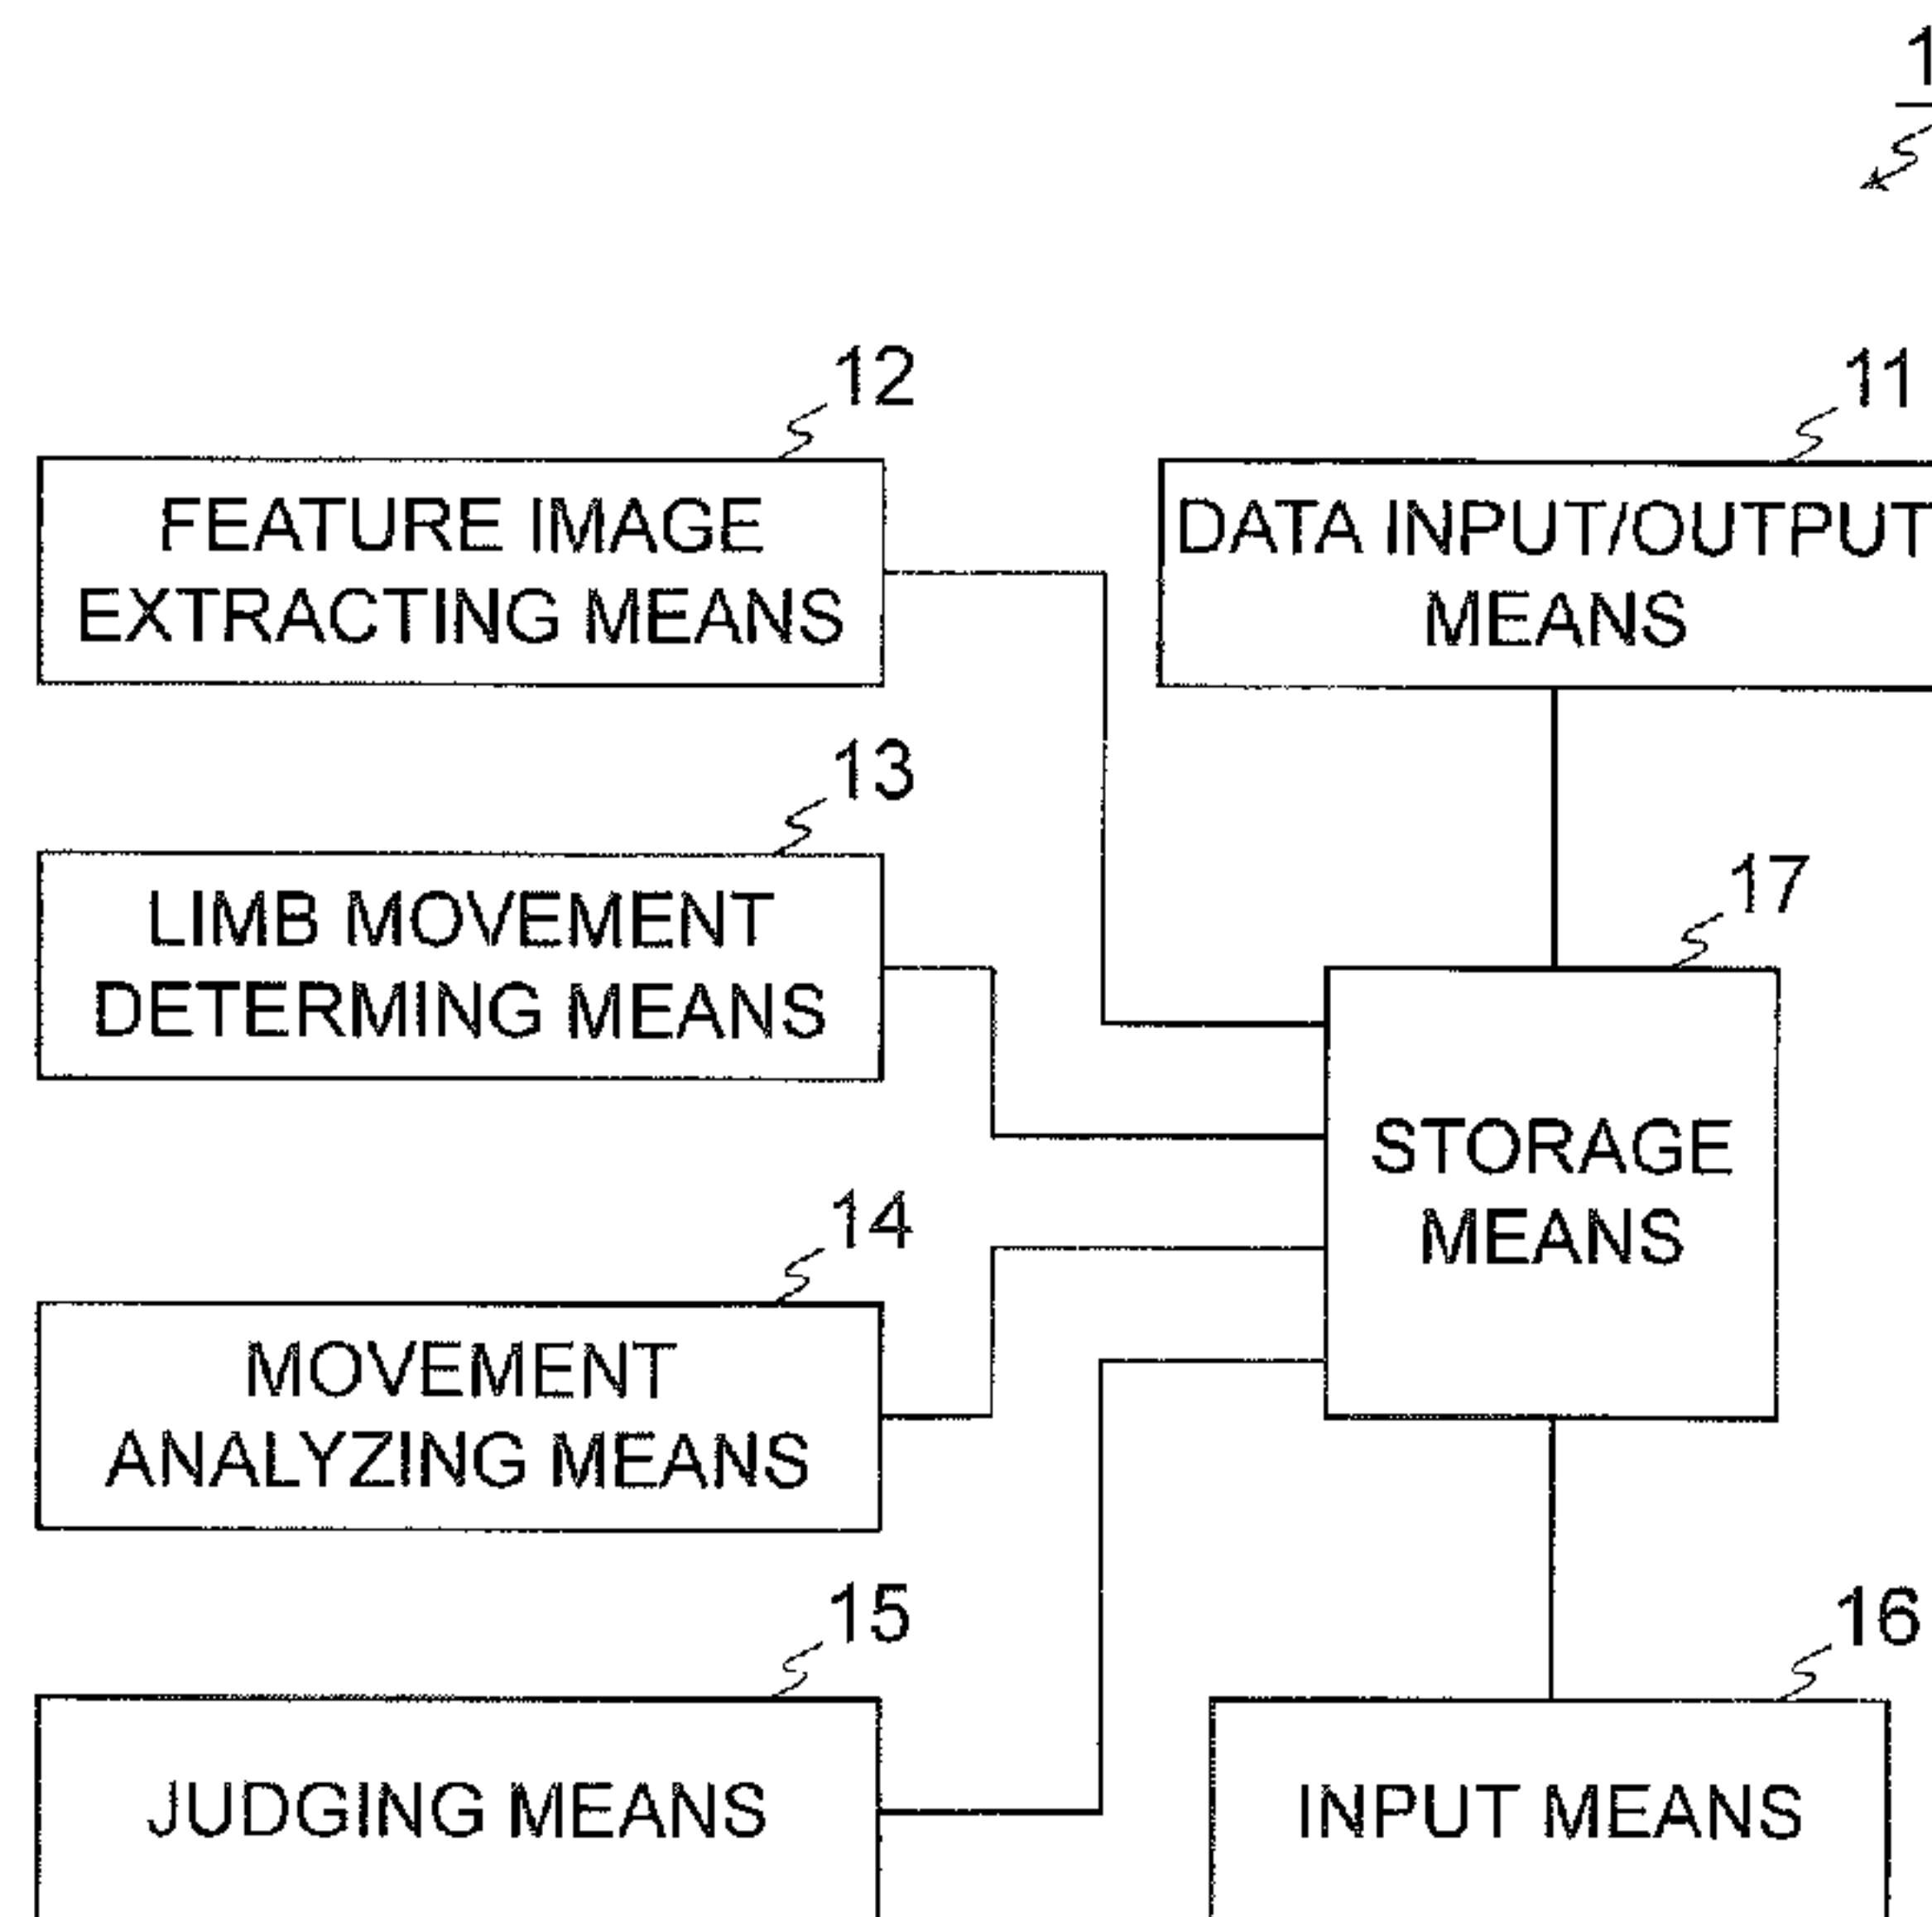 1
12
FEATURE IMAGE
EXTRACTING MEANS
11
DATA INPUT/OUTPUT
MEANS
13
LIMB MOVEMENT
DETERMING MEANS
17
STORAGE
MEANS
14
MOVEMENT
ANALYZING MEANS
15
JUDGING MEANS
16
INPUT MEANS